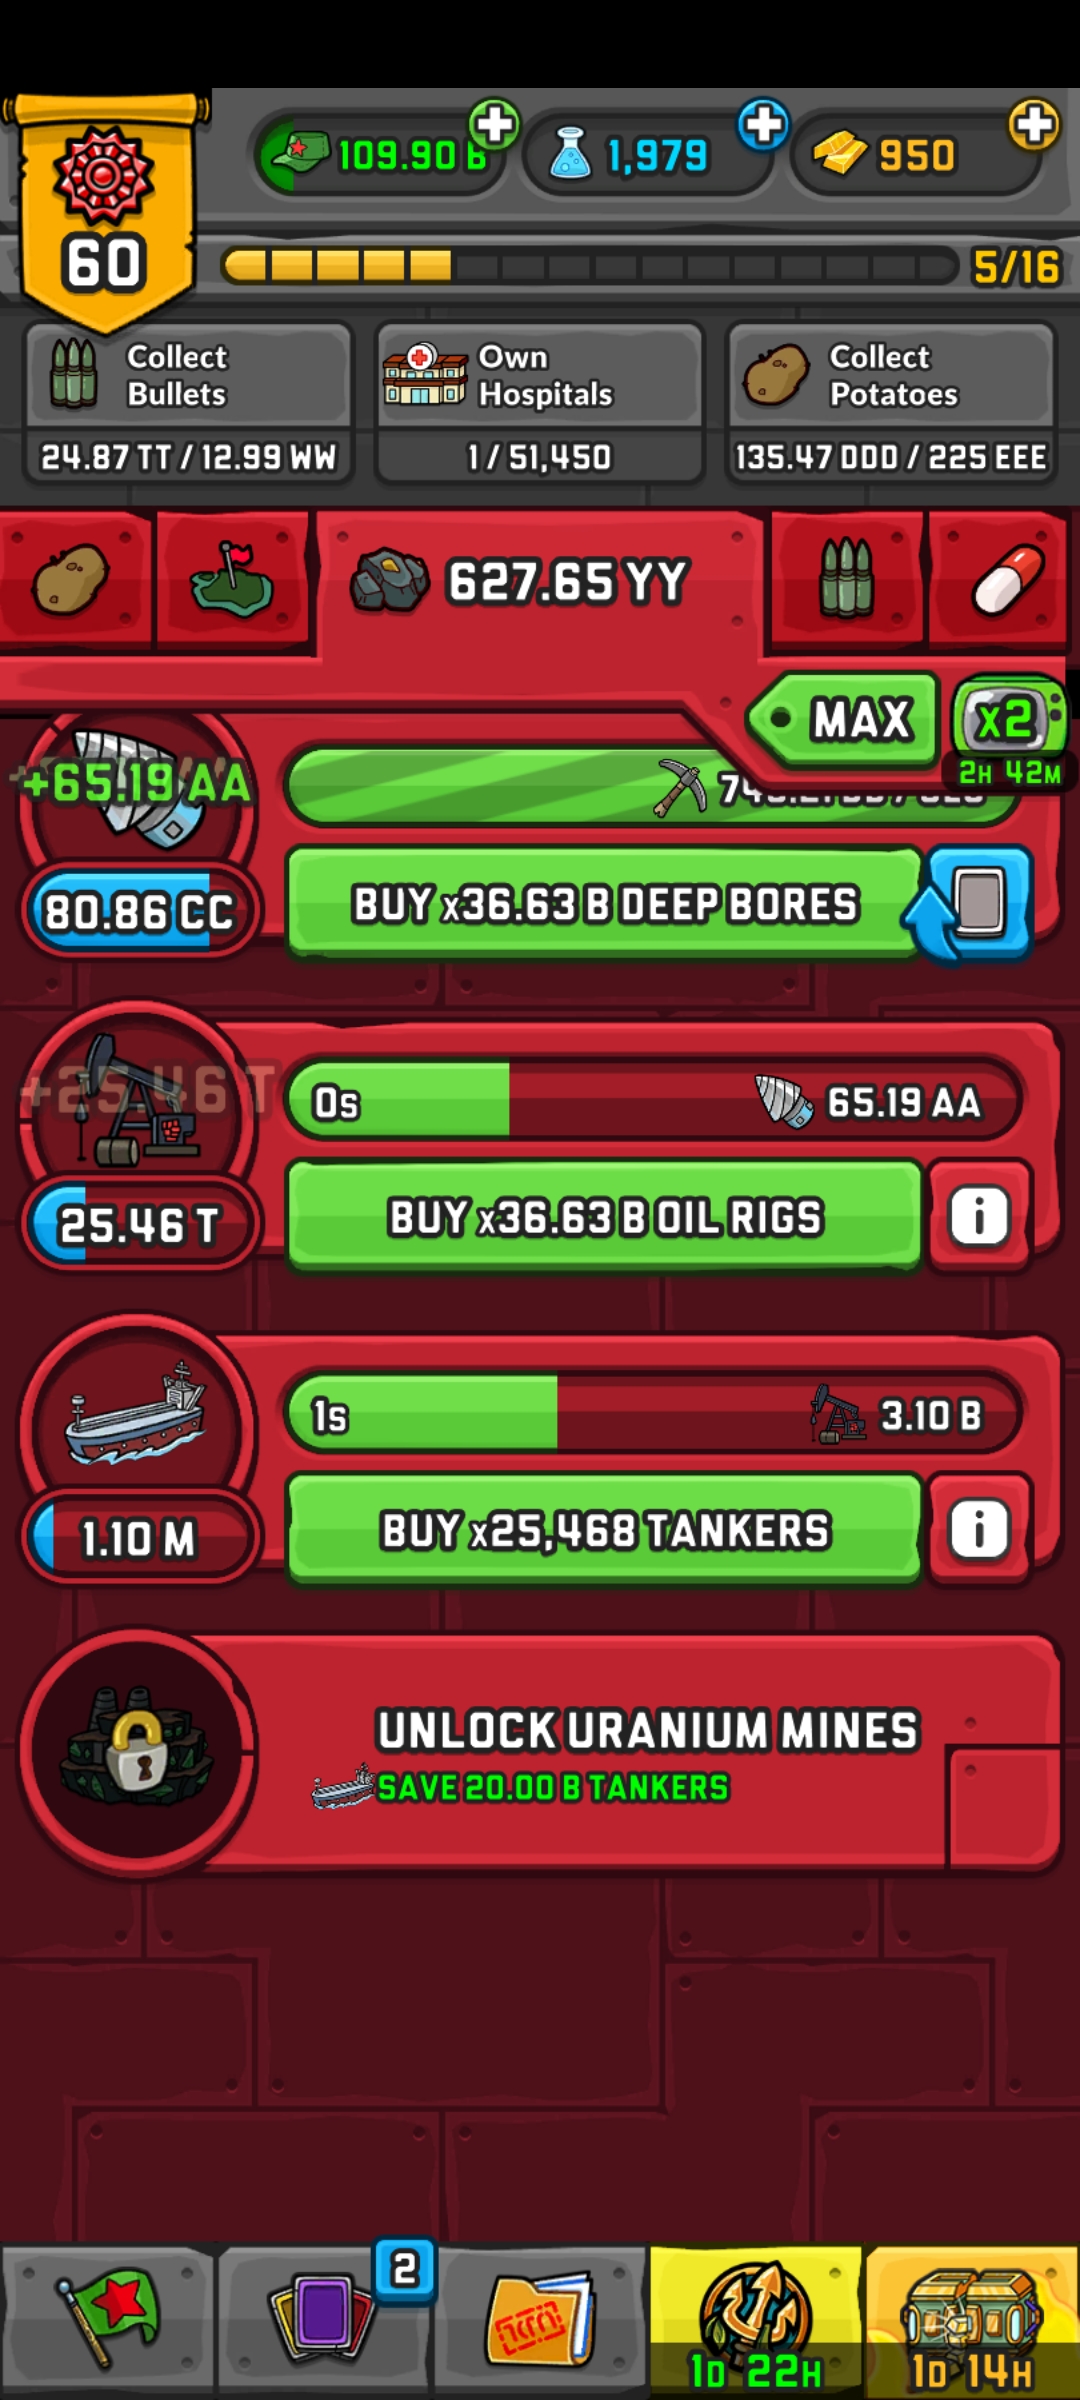 109.90 B
1,979
950
60
5/16
Collect
Bullets
24.87 TT / 12.99 WW
Own
Hospitals
1 / 51,450
Collect
Potatoes
135.47 DDD / 225 EEE
627.65 YY
MAX
x2
2H 42M
+65.19 AA
80.86 CC
BUY x36.63 B DEEP BORES
+25.46 T
0s
65.19 AA
25.46 T
BUY x36.63 B OIL RIGS
i
1s
3.10 B
1.10 M
BUY x25,468 TANKERS
i
UNLOCK URANIUM MINES
SAVE 20.00 B TANKERS
2
1D 22H
1D 14H